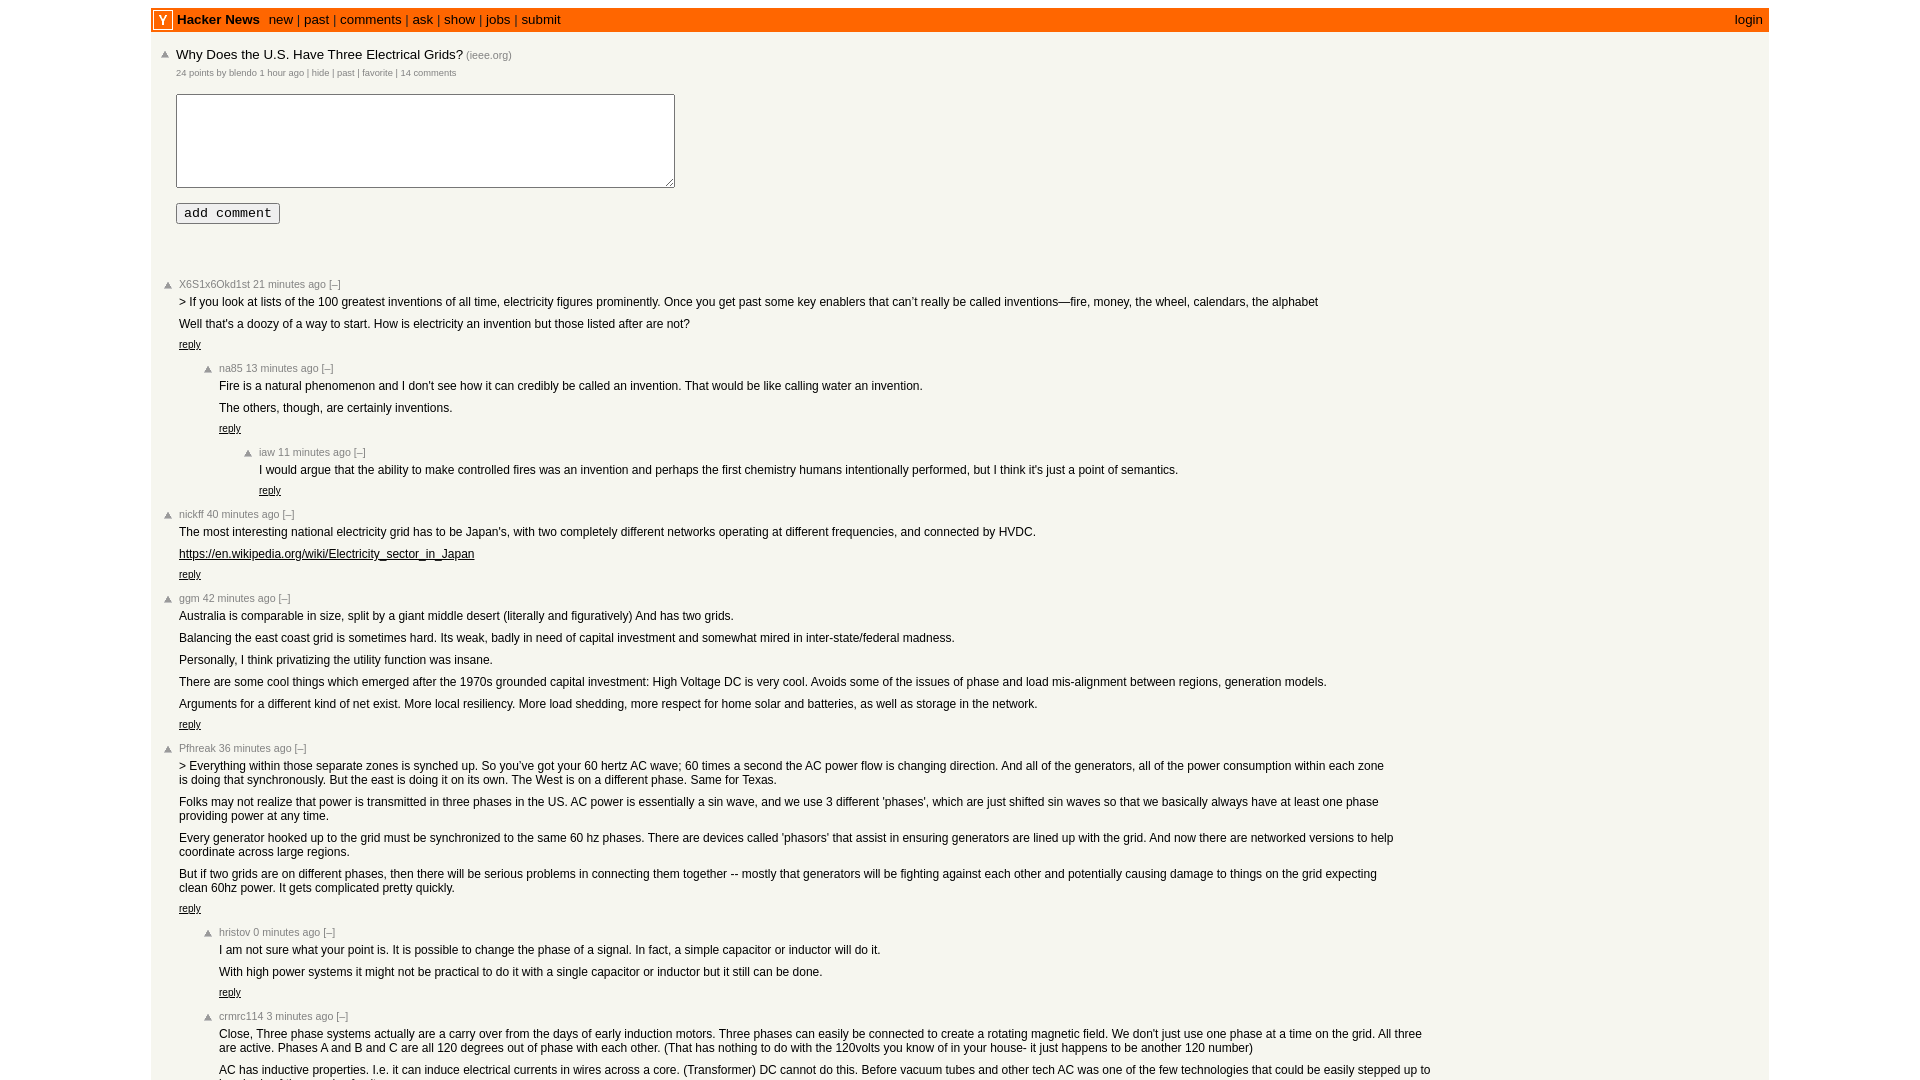 Y Hacker News new | past | comments | ask | show | jobs | submit login
Why Does the U.S. Have Three Electrical Grids? (ieee.org)
24 points by blendo 1 hour ago | hide | past | favorite | 14 comments
add comment
X6S1x6Okd1st 21 minutes ago [–]
> If you look at lists of the 100 greatest inventions of all time, electricity figures prominently. Once you get past some key enablers that can’t really be called inventions—fire, money, the wheel, calendars, the alphabet
Well that's a doozy of a way to start. How is electricity an invention but those listed after are not?
reply
na85 13 minutes ago [–]
Fire is a natural phenomenon and I don't see how it can credibly be called an invention. That would be like calling water an invention.
The others, though, are certainly inventions.
reply
iaw 11 minutes ago [–]
I would argue that the ability to make controlled fires was an invention and perhaps the first chemistry humans intentionally performed, but I think it's just a point of semantics.
reply
nickff 40 minutes ago [–]
The most interesting national electricity grid has to be Japan's, with two completely different networks operating at different frequencies, and connected by HVDC.
https://en.wikipedia.org/wiki/Electricity_sector_in_Japan
reply
ggm 42 minutes ago [–]
Australia is comparable in size, split by a giant middle desert (literally and figuratively) And has two grids.
Balancing the east coast grid is sometimes hard. Its weak, badly in need of capital investment and somewhat mired in inter-state/federal madness.
Personally, I think privatizing the utility function was insane.
There are some cool things which emerged after the 1970s grounded capital investment: High Voltage DC is very cool. Avoids some of the issues of phase and load mis-alignment between regions, generation models.
Arguments for a different kind of net exist. More local resiliency. More load shedding, more respect for home solar and batteries, as well as storage in the network.
reply
Pfhreak 36 minutes ago [–]
> Everything within those separate zones is synched up. So you’ve got your 60 hertz AC wave; 60 times a second the AC power flow is changing direction. And all of the generators, all of the power consumption within each zone
is doing that synchronously. But the east is doing it on its own. The West is on a different phase. Same for Texas.
Folks may not realize that power is transmitted in three phases in the US. AC power is essentially a sin wave, and we use 3 different 'phases', which are just shifted sin waves so that we basically always have at least one phase
providing power at any time.
Every generator hooked up to the grid must be synchronized to the same 60 hz phases. There are devices called 'phasors' that assist in ensuring generators are lined up with the grid. And now there are networked versions to help
coordinate across large regions.
But if two grids are on different phases, then there will be serious problems in connecting them together -- mostly that generators will be fighting against each other and potentially causing damage to things on the grid expecting
clean 60hz power. It gets complicated pretty quickly.
reply
hristov 0 minutes ago [–]
I am not sure what your point is. It is possible to change the phase of a signal. In fact, a simple capacitor or inductor will do it.
With high power systems it might not be practical to do it with a single capacitor or inductor but it still can be done.
reply
crmrc114 3 minutes ago [–]
Close, Three phase systems actually are a carry over from the days of early induction motors. Three phases can easily be connected to create a rotating magnetic field. We don't just use one phase at a time on the grid. All three
are active. Phases A and B and C are all 120 degrees out of phase with each other. (That has nothing to do with the 120volts you know of in your house- it just happens to be another 120 number)
AC has inductive properties. I.e. it can induce electrical currents in wires across a core. (Transformer) DC cannot do this. Before vacuum tubes and other tech AC was one of the few technologies that could be easily stepped up to